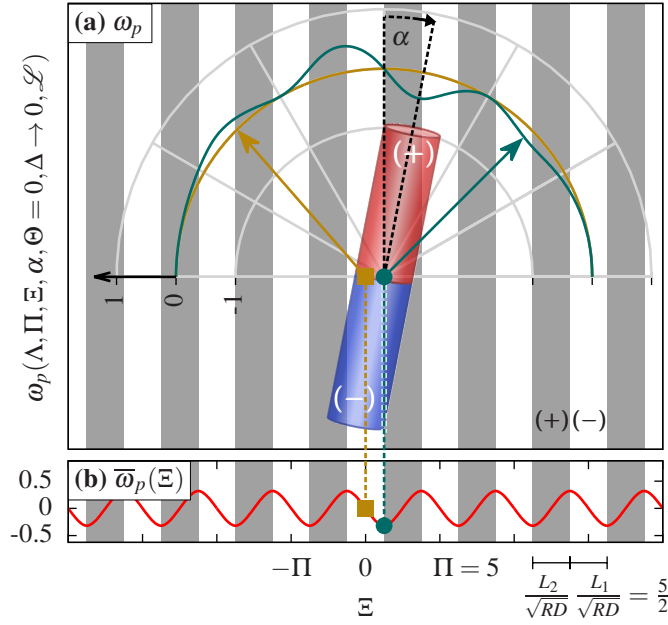 (a) ωₚ
α
ωₚ(Λ, Π, Ξ, α, Θ = 0, Δ → 0, ℒ)
(+)
1
0
-1
(−)
(+)(−)
(b) ω̅ₚ(Ξ)
0.5
0
-0.5
−Π 0 Π = 5
L₂/√RD L₁/√RD = 5/2
Ξ